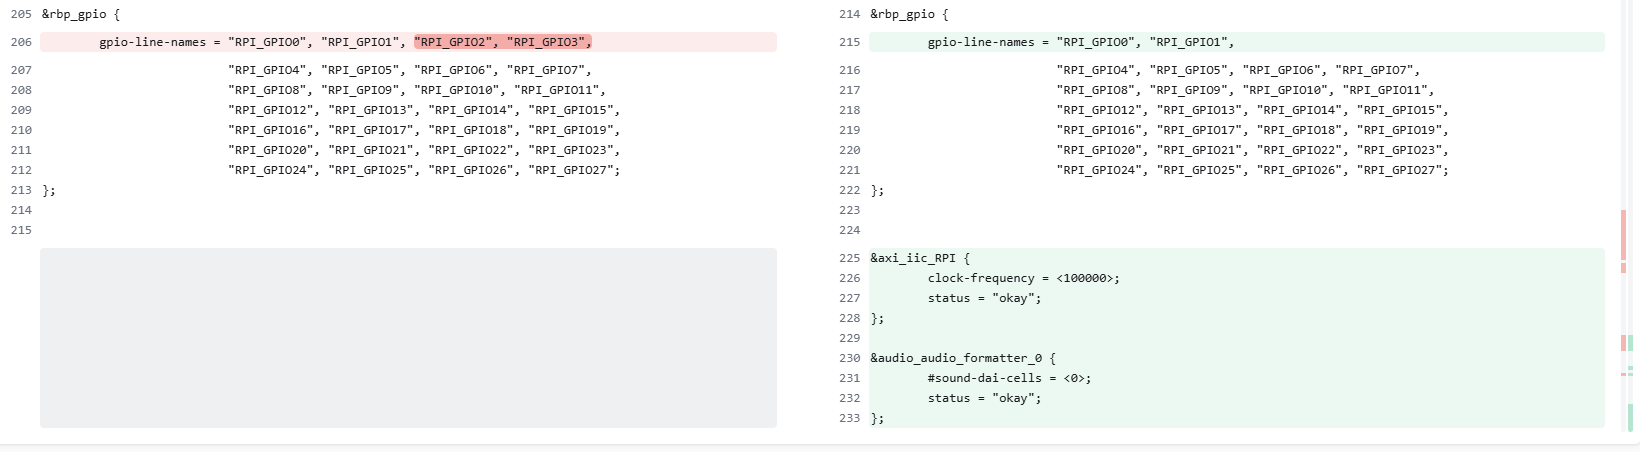 205 &rbp_gpio {
206 gpio-line-names = "RPI_GPIO0", "RPI_GPIO1", "RPI_GPIO2", "RPI_GPIO3",
207 "RPI_GPIO4", "RPI_GPIO5", "RPI_GPIO6", "RPI_GPIO7",
208 "RPI_GPIO8", "RPI_GPIO9", "RPI_GPIO10", "RPI_GPIO11",
209 "RPI_GPIO12", "RPI_GPIO13", "RPI_GPIO14", "RPI_GPIO15",
210 "RPI_GPIO16", "RPI_GPIO17", "RPI_GPIO18", "RPI_GPIO19",
211 "RPI_GPIO20", "RPI_GPIO21", "RPI_GPIO22", "RPI_GPIO23",
212 "RPI_GPIO24", "RPI_GPIO25", "RPI_GPIO26", "RPI_GPIO27";
213 };
214
215
214 &rbp_gpio {
215 gpio-line-names = "RPI_GPIO0", "RPI_GPIO1",
216 "RPI_GPIO4", "RPI_GPIO5", "RPI_GPIO6", "RPI_GPIO7",
217 "RPI_GPIO8", "RPI_GPIO9", "RPI_GPIO10", "RPI_GPIO11",
218 "RPI_GPIO12", "RPI_GPIO13", "RPI_GPIO14", "RPI_GPIO15",
219 "RPI_GPIO16", "RPI_GPIO17", "RPI_GPIO18", "RPI_GPIO19",
220 "RPI_GPIO20", "RPI_GPIO21", "RPI_GPIO22", "RPI_GPIO23",
221 "RPI_GPIO24", "RPI_GPIO25", "RPI_GPIO26", "RPI_GPIO27";
222 };
223
224
225 &axi_iic_RPI {
226 clock-frequency = <100000>;
227 status = "okay";
228 };
229
230 &audio_audio_formatter_0 {
231 #sound-dai-cells = <0>;
232 status = "okay";
233 };